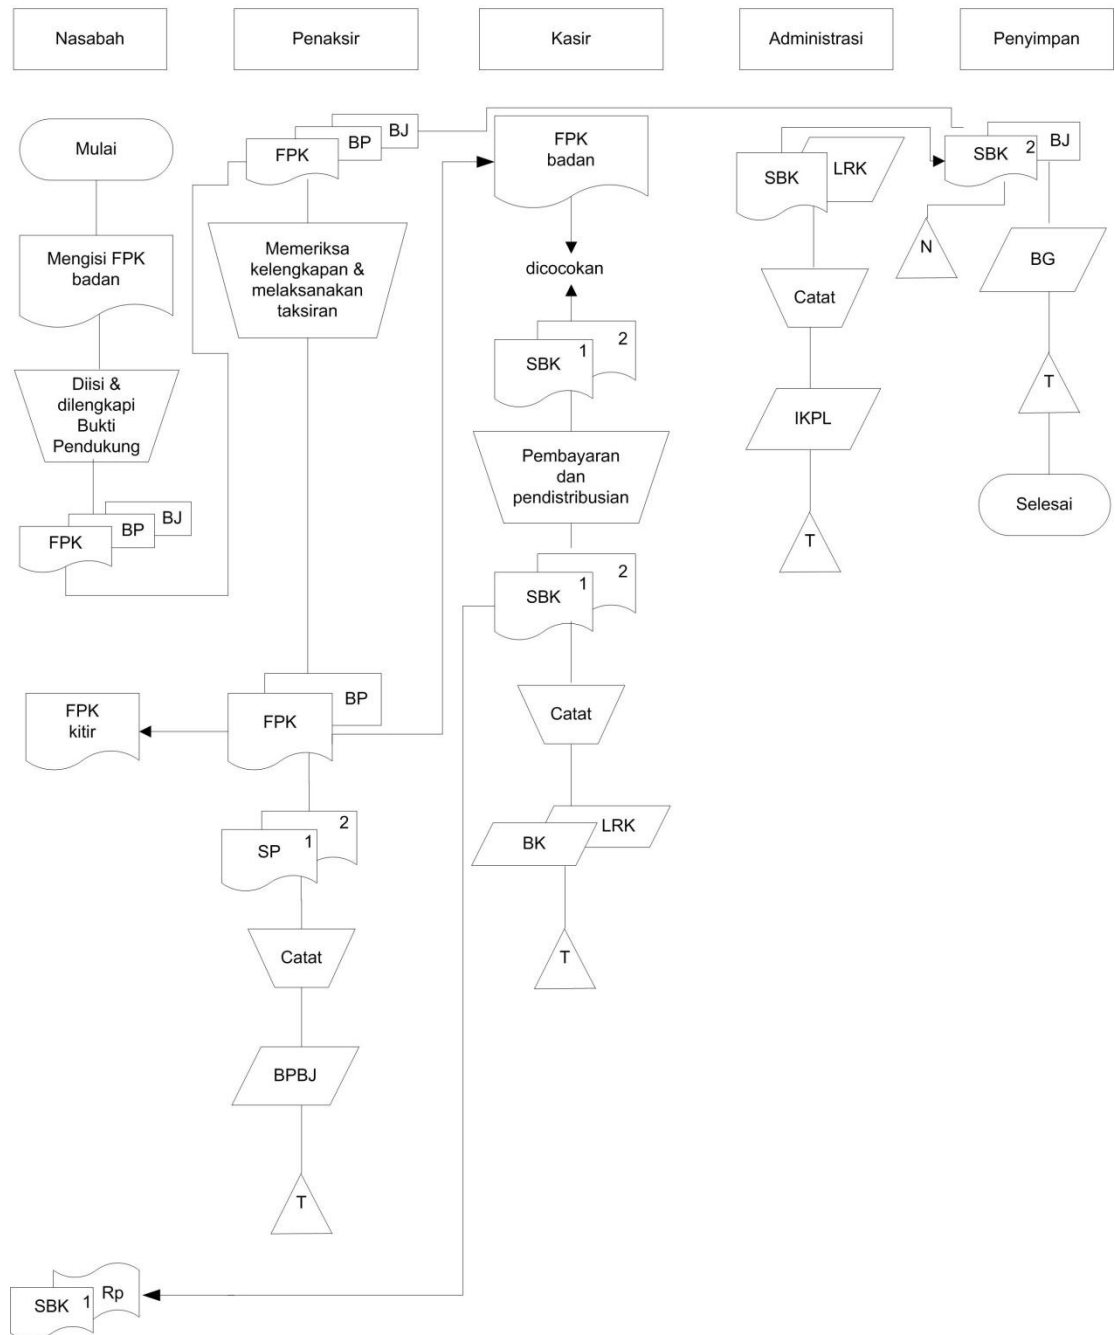 Nasabah
Penaksir
Kasir
Administrasi
Penyimpan
Mulai
Mengisi FPK
badan
Diisi &
dilengkapi
Bukti
Pendukung
FPK
BP
BJ
FPK
kitir
SBK
1
Rp
FPK
BP
BJ
Memeriksa
kelengkapan &
melaksanakan
taksiran
FPK
BP
SP
1
2
Catat
BPBJ
T
FPK
badan
dicocokan
SBK
1
2
Pembayaran
dan
pendistribusian
SBK
1
2
Catat
BK
LRK
T
SBK
LRK
Catat
IKPL
T
SBK
2
BJ
N
BG
T
Selesai